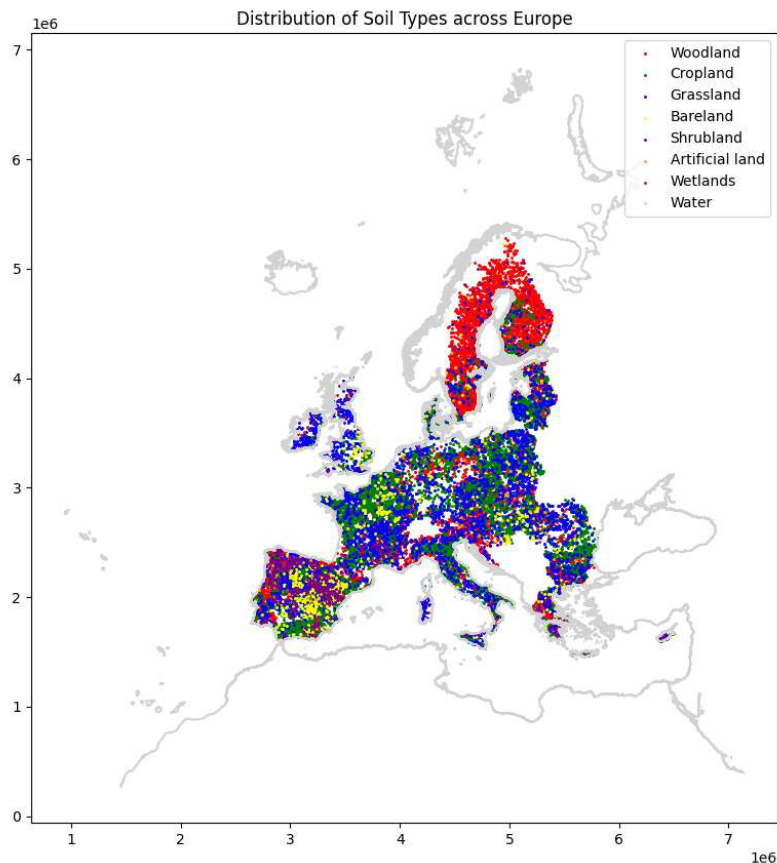 Distribution of Soil Types across Europe
1e6
7
6
5
4
3
2
1
0
Woodland
Cropland
Grassland
Bareland
Shrubland
Artificial land
Wetlands
Water
1 2 3 4 5 6 7
1e6